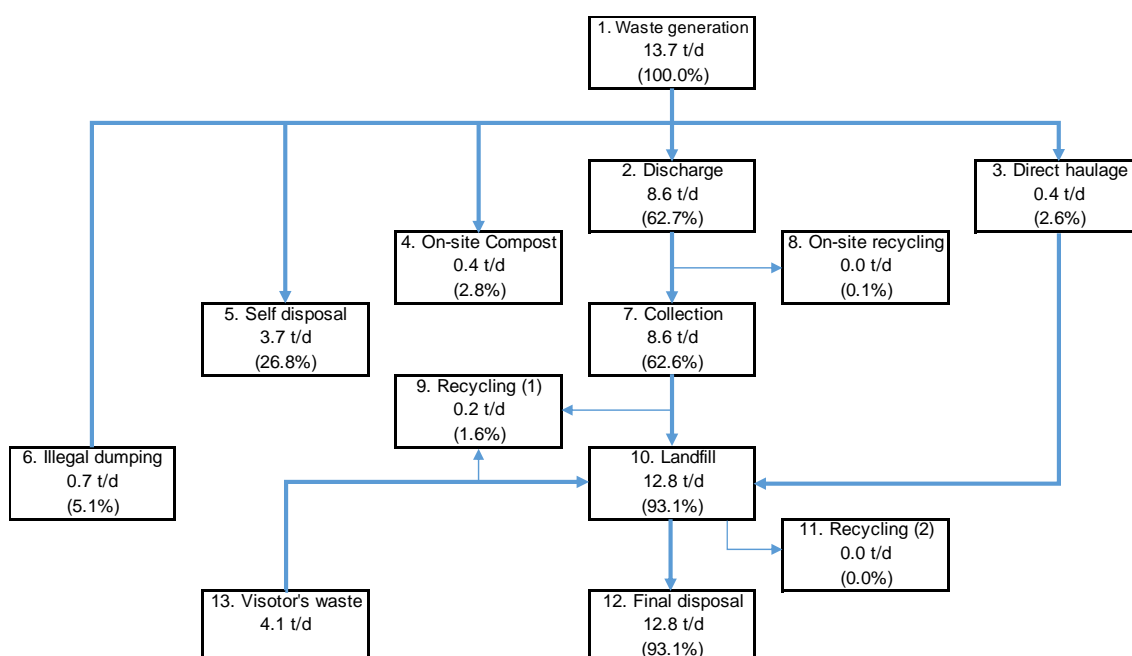 1. Waste generation
13.7 t/d
(100.0%)
2. Discharge
8.6 t/d
(62.7%)
3. Direct haulage
0.4 t/d
(2.6%)
4. On-site Compost
0.4 t/d
(2.8%)
8. On-site recycling
0.0 t/d
(0.1%)
5. Self disposal
3.7 t/d
(26.8%)
7. Collection
8.6 t/d
(62.6%)
9. Recycling (1)
0.2 t/d
(1.6%)
6. Illegal dumping
0.7 t/d
(5.1%)
10. Landfill
12.8 t/d
(93.1%)
11. Recycling (2)
0.0 t/d
(0.0%)
13. Visotor's waste
4.1 t/d
12. Final disposal
12.8 t/d
(93.1%)